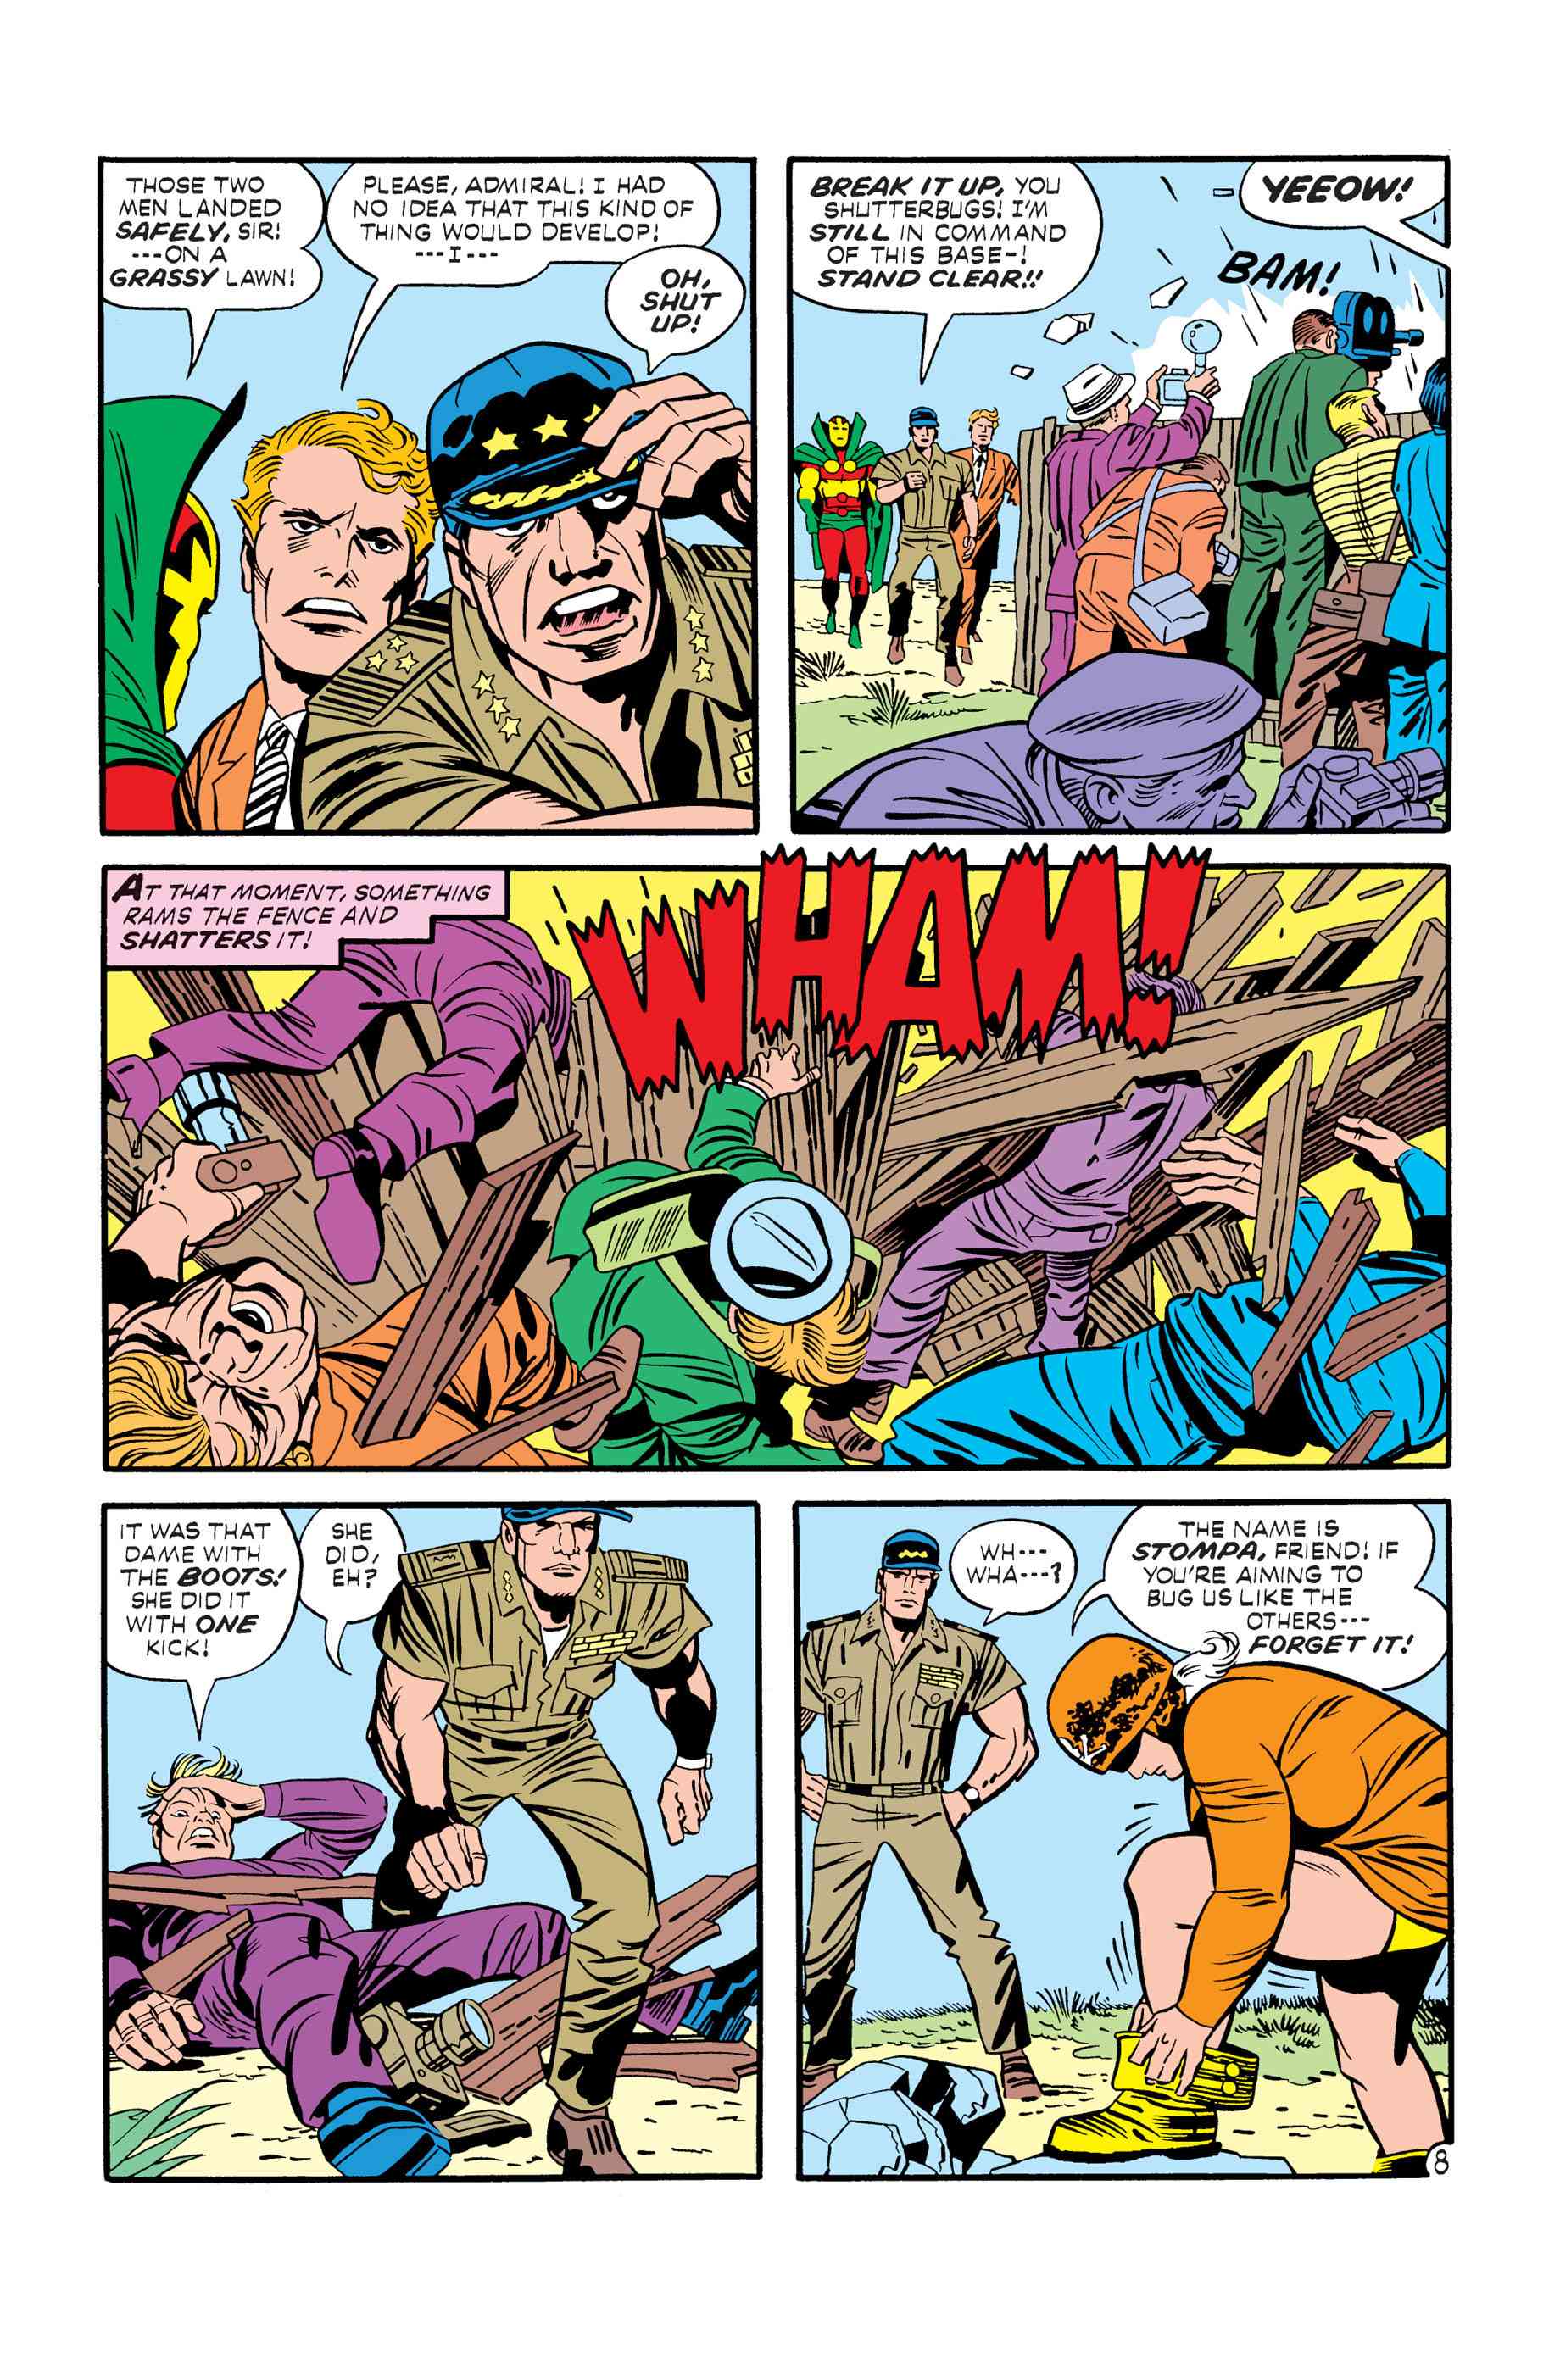 THOSE TWO
MEN LANDED
SAFELY, SIR!
---ON A
GRASSY LAWN!
PLEASE, ADMIRAL! I HAD
NO IDEA THAT THIS KIND OF
THING WOULD DEVELOP!
---I---
OH,
SHUT
UP!
BREAK IT UP, YOU
SHUTTERBUGS! I'M
STILL IN COMMAND
OF THIS BASE-!
STAND CLEAR!!
YEEOW!
BAM!
AT THAT MOMENT, SOMETHING
RAMS THE FENCE AND
SHATTERS IT!
WHAM!
IT WAS THAT
DAME WITH
THE BOOTS!
SHE DID IT
WITH ONE
KICK!
SHE
DID,
EH?
WH---
WHA---?
THE NAME IS
STOMPA, FRIEND! IF
YOU'RE AIMING TO
BUG US LIKE THE
OTHERS---
FORGET IT!
8